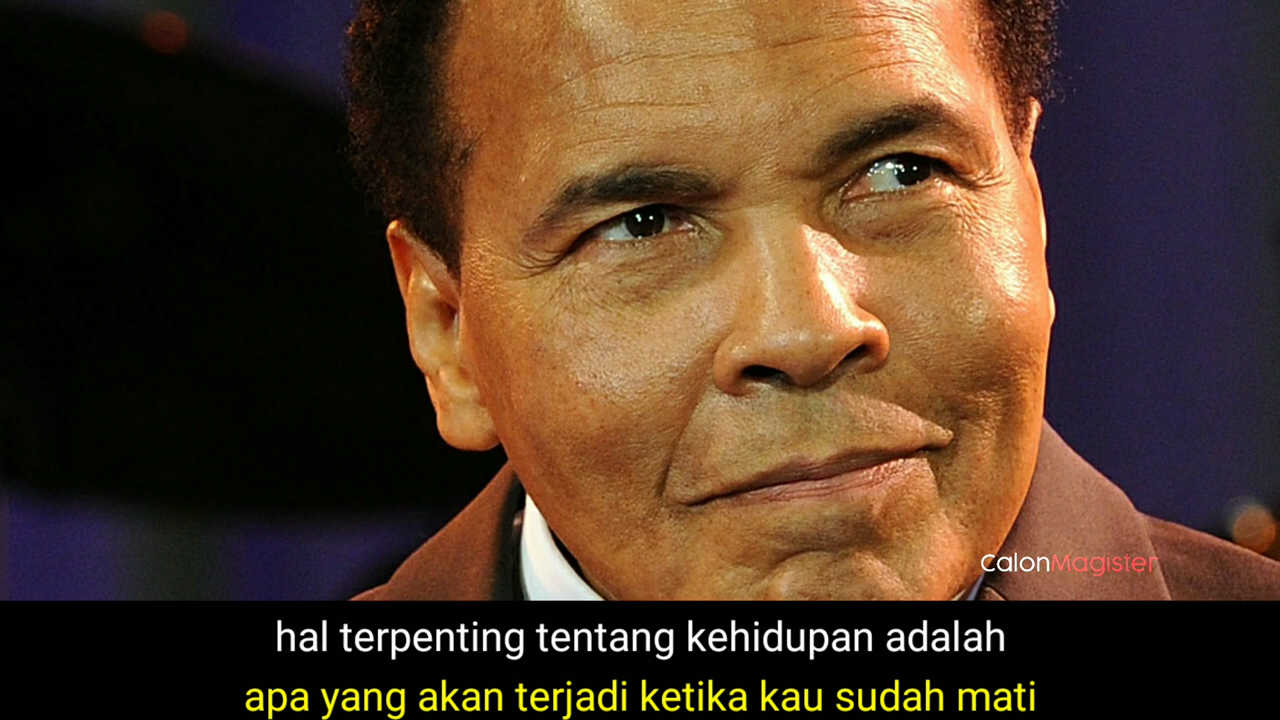 CalonMagister
hal terpenting tentang kehidupan adalah
apa yang akan terjadi ketika kau sudah mati